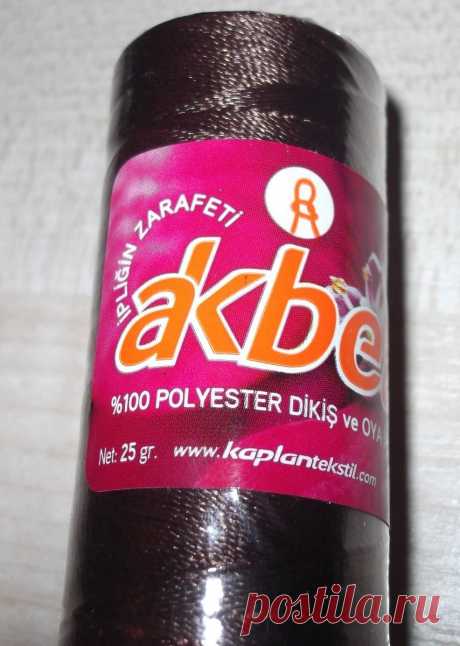 İPLİĞİN ZARAFETİ
akbe
%100 POLYESTER DİKİŞ ve OYA
Net: 25 gr. www.kaplantekstil.com
postila.ru